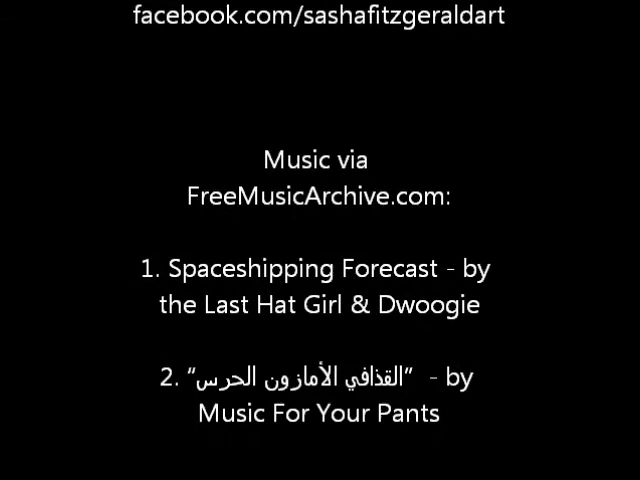 facebook.com/sashafitzgeraldart
Music via
FreeMusicArchive.com:
1. Spaceshipping Forecast - by
the Last Hat Girl & Dwoogie
2. “القذافي الأمازون الحرس” - by
Music For Your Pants